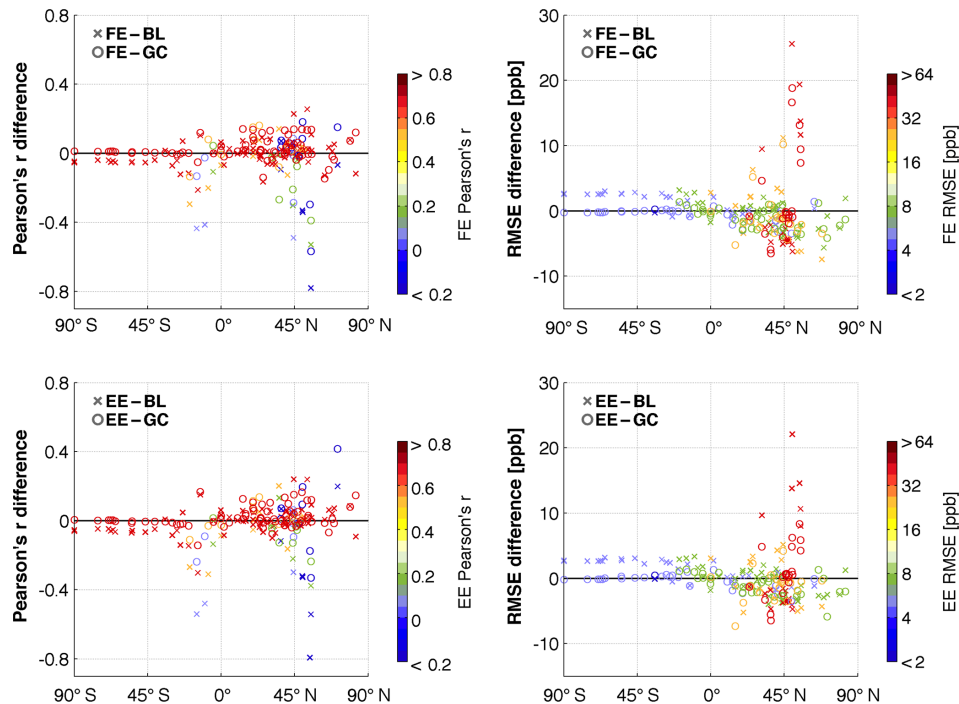 0.8
0.4
0
-0.4
-0.8
Pearson's r difference
× FE−BL
○ FE−GC
90° S
45° S
0°
45° N
90° N
> 0.8
0.6
0.4
0.2
0
< 0.2
FE Pearson's r
30
20
10
0
-10
RMSE difference [ppb]
× FE−BL
○ FE−GC
90° S
45° S
0°
45° N
90° N
>64
32
16
8
4
<2
FE RMSE [ppb]
0.8
0.4
0
-0.4
-0.8
Pearson's r difference
× EE−BL
○ EE−GC
90° S
45° S
0°
45° N
90° N
> 0.8
0.6
0.4
0.2
0
< 0.2
EE Pearson's r
30
20
10
0
-10
RMSE difference [ppb]
× EE−BL
○ EE−GC
90° S
45° S
0°
45° N
90° N
>64
32
16
8
4
<2
EE RMSE [ppb]